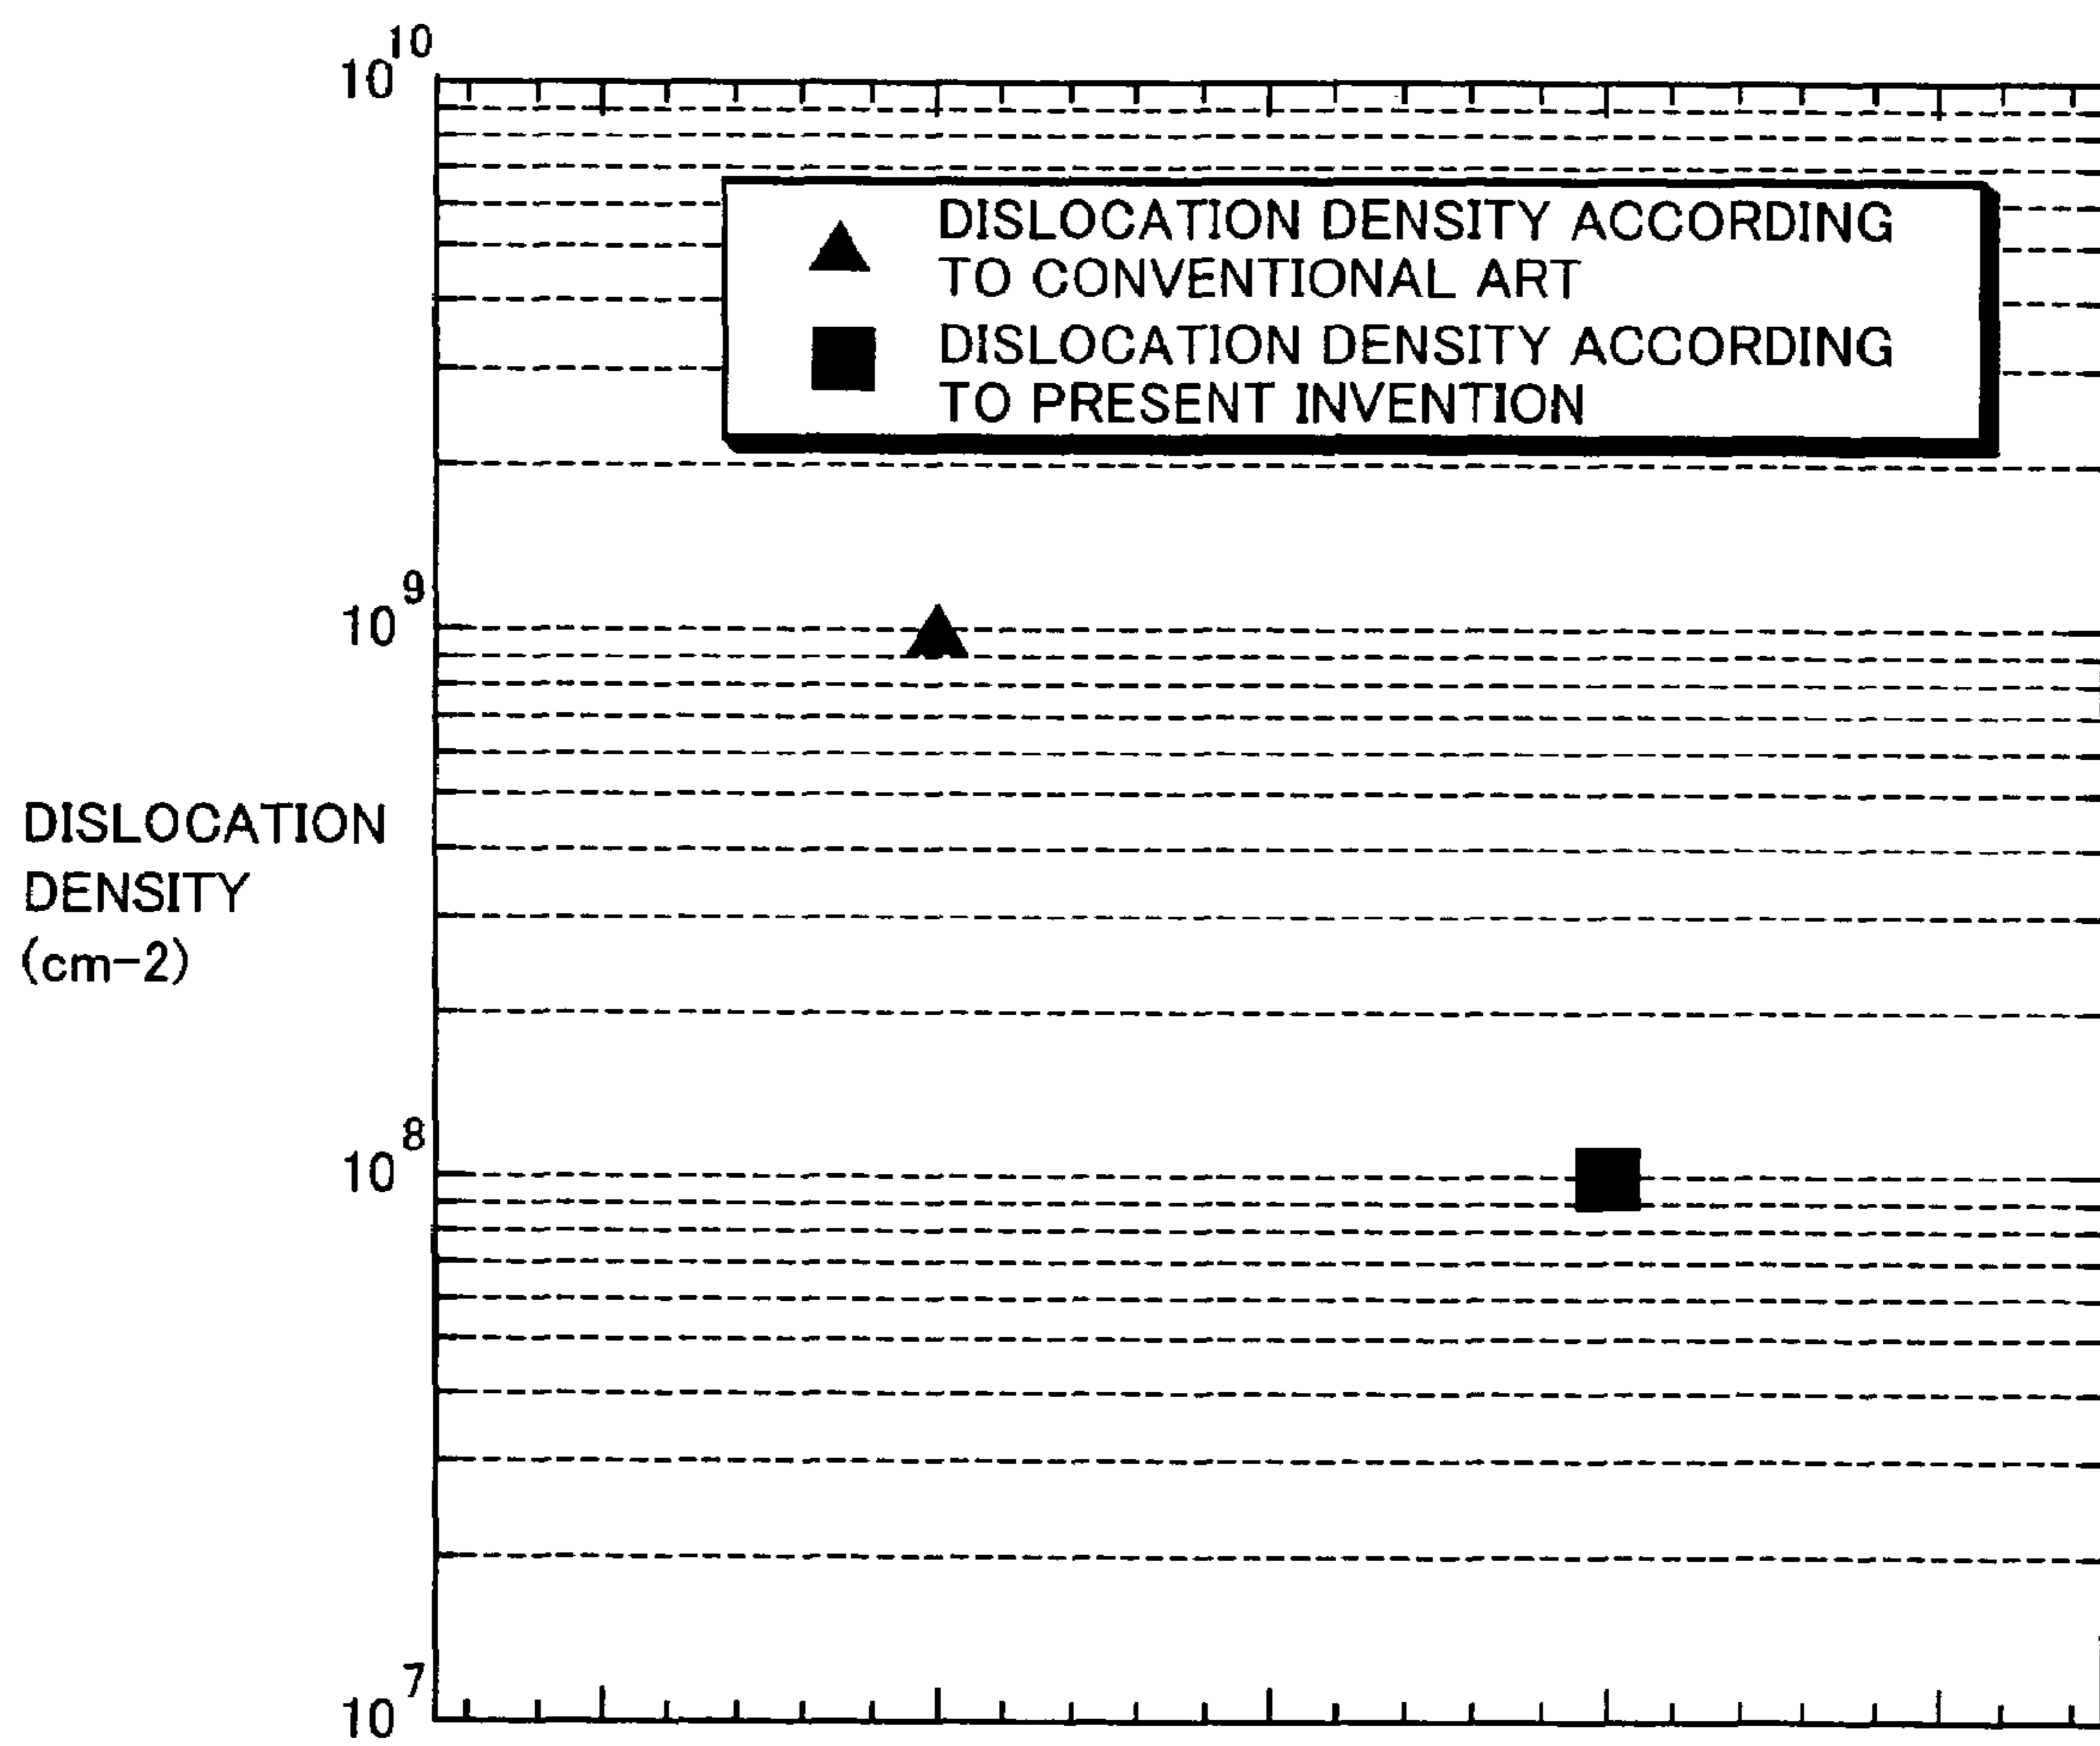 10^10
DISLOCATION DENSITY ACCORDING
TO CONVENTIONAL ART
DISLOCATION DENSITY ACCORDING
TO PRESENT INVENTION
10^9
DISLOCATION
DENSITY
(cm-2)
10^8
10^7